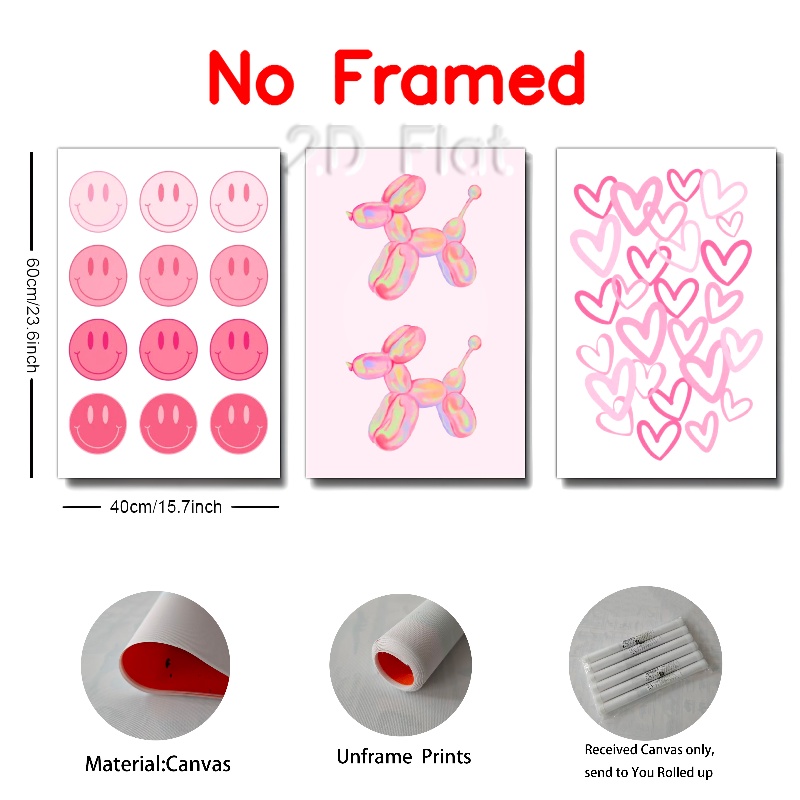 No Framed
2D Flat
60cm/23.6inch
40cm/15.7inch
Material:Canvas
Unframe Prints
Received Canvas only,
send to You Rolled up